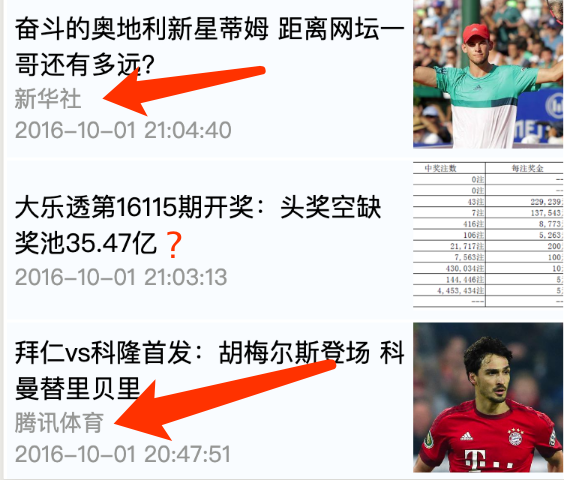 奋斗的奥地利新星蒂姆 距离网坛一
哥还有多远?
新华社
2016-10-01 21:04:40
大乐透第16115期开奖：头奖空缺
奖池35.47亿 ❓
2016-10-01 21:03:13
中奖注数 每注奖金
0注 --
0注 --
43注 229,239
7注 137,543
416注 8,773
106注 5,263
21,717注 200
7,563注 100
430,034注 10
144,446注 5
4,453,434注 5
--- ---
拜仁vs科隆首发：胡梅尔斯登场 科
曼替里贝里
腾讯体育
2016-10-01 20:47:51